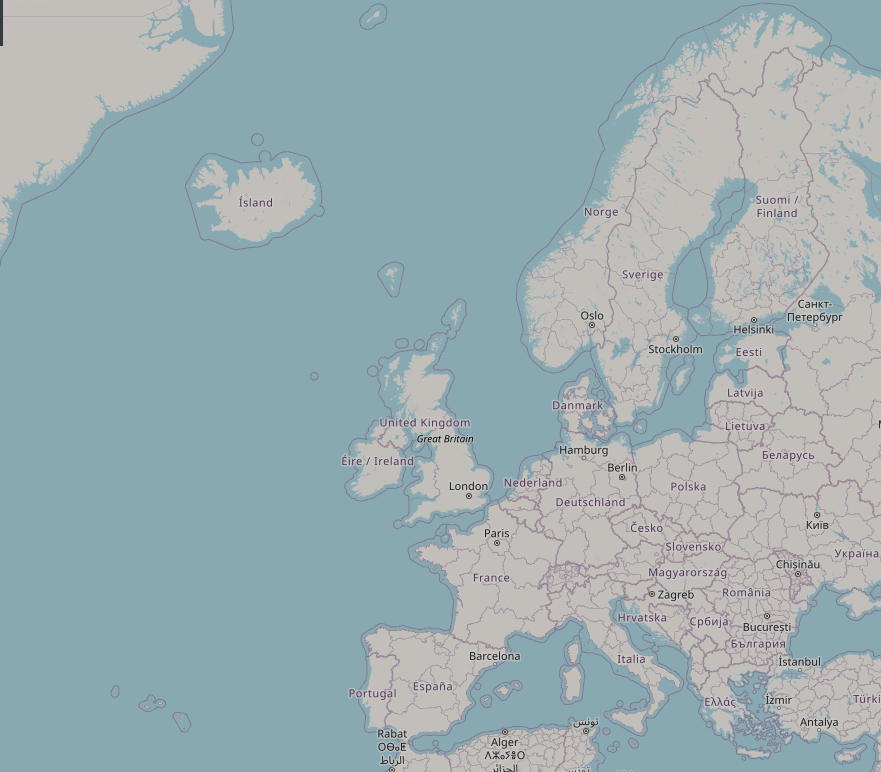 Ísland
Norge
Suomi /
Finland
Sverige
Санкт-
Петербург
Oslo
Helsinki
Stockholm
Eesti
Latvija
Danmark
United Kingdom
Lietuva
Great Britain
Hamburg
Беларусь
Éire / Ireland
Berlin
London
Nederland
Polska
Deutschland
Київ
Česko
Paris
Slovensko
Україна
Chișinău
France
Magyarország
România
Zagreb
Hrvatska
Србија
București
България
Barcelona
Italia
İstanbul
España
Portugal
Ελλάς
İzmir
Türki
Antalya
تونس
Rabat
ⵔⴱⴰⵟ
الرباط
Alger
الجزائر